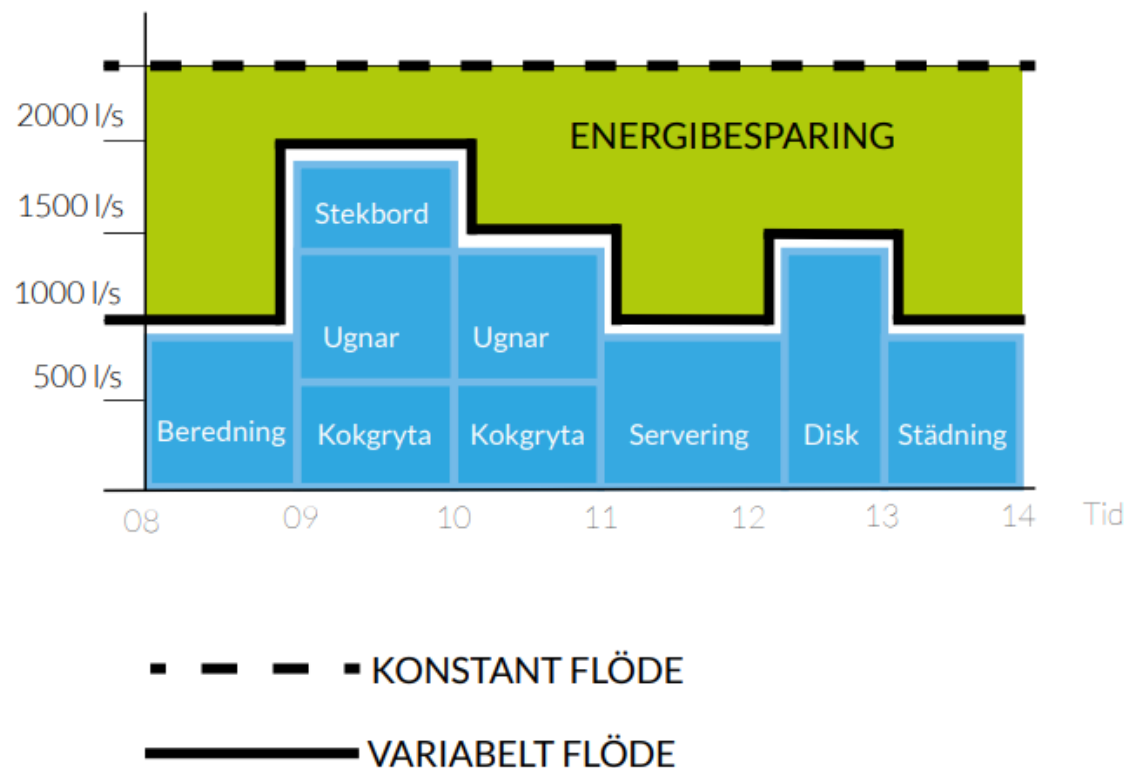 2000 l/s
ENERGIBESPARING
1500 l/s
Stekbord
1000 l/s
Ugnar
Ugnar
500 l/s
Beredning
Kokgryta
Kokgryta
Servering
Disk
Städning
08
09
10
11
12
13
14
Tid
KONSTANT FLÖDE
VARIABELT FLÖDE